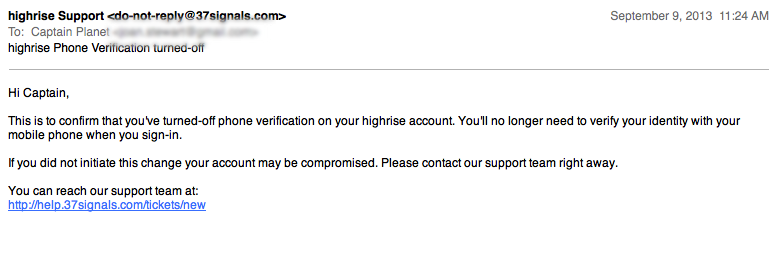 highrise Support <do-not-reply@37signals.com>
September 9, 2013 11:24 AM
To: Captain Planet
highrise Phone Verification turned-off
Hi Captain,
This is to confirm that you've turned-off phone verification on your highrise account. You'll no longer need to verify your identity with your
mobile phone when you sign-in.
If you did not initiate this change your account may be compromised. Please contact our support team right away.
You can reach our support team at:
http://help.37signals.com/tickets/new